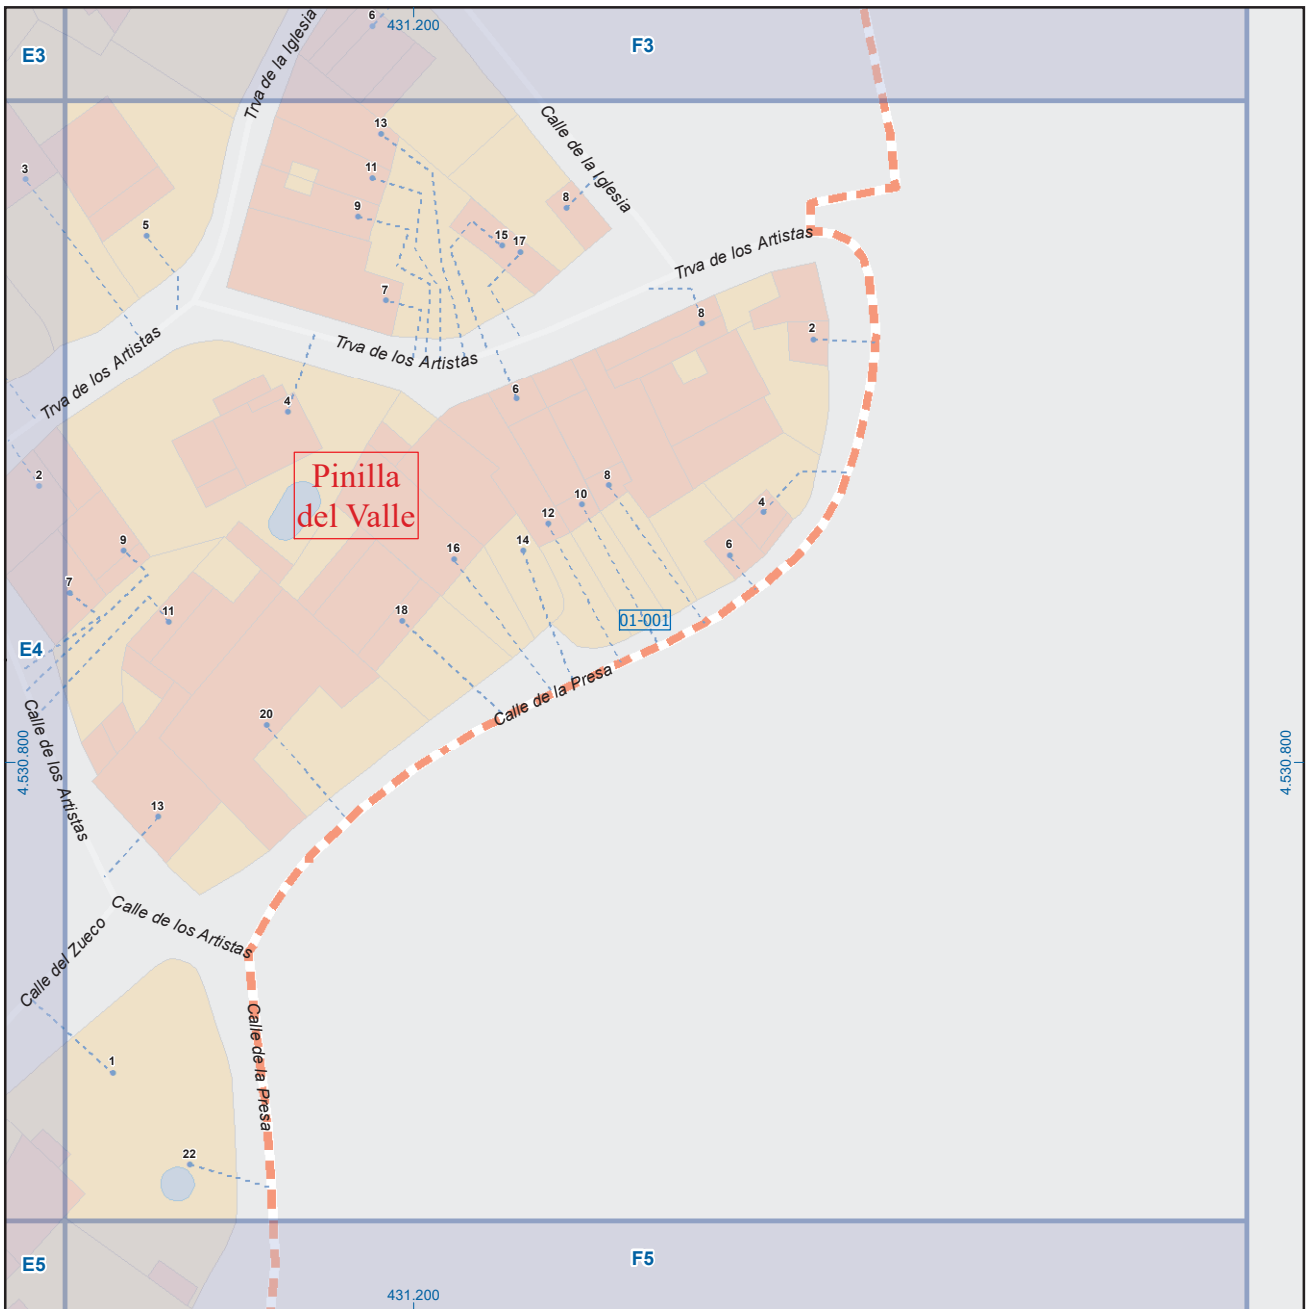 6
431.200
F3
E3
Trva de la Iglesia
Calle de la Iglesia
13
11
3
9
8
5
15
17
Trva de los Artistas
7
8
2
Trva de los Artistas
Trva de los Artistas
6
4
Pinilla
del Valle
2
8
10
12
4
9
14
16
6
7
11
18
01-001
E4
Calle de la Presa
20
Calle de los Artistas
4.530.800
4.530.800
13
Calle de los Artistas
Calle del Zueco
Calle de la Presa
1
22
E5
F5
431.200